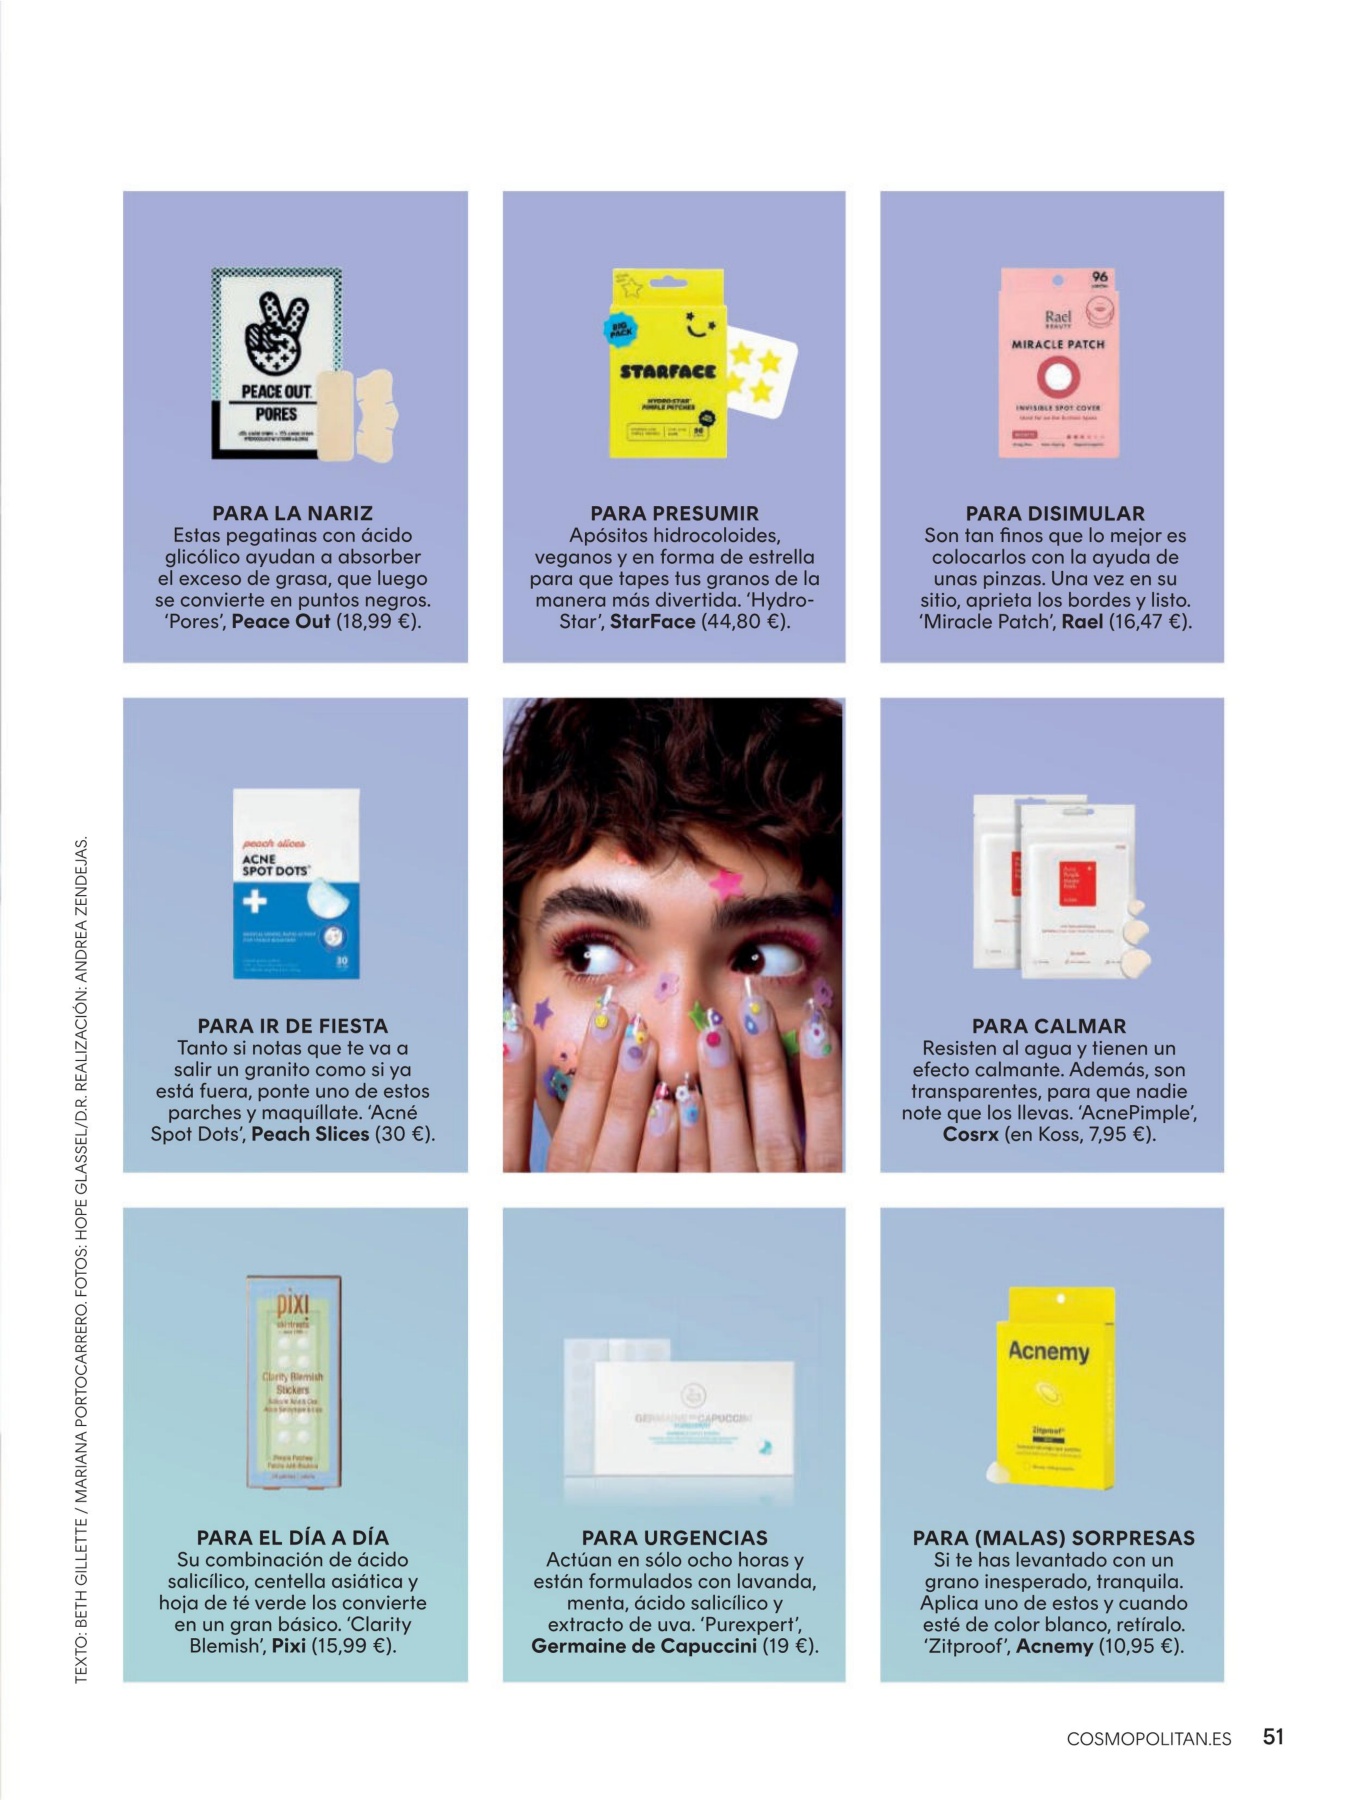 PEACE OUT
PORES
PARA LA NARIZ
Estas pegatinas con ácido
glicólico ayudan a absorber
el exceso de grasa, que luego
se convierte en puntos negros.
‘Pores’, Peace Out (18,99 €).
BIG
PACK
STARFACE
HYDRO-STAR
PIMPLE PATCHES
96
PARA PRESUMIR
Apósitos hidrocoloides,
veganos y en forma de estrella
para que tapes tus granos de la
manera más divertida. ‘Hydro-
Star’, StarFace (44,80 €).
96
Rael
BEAUTY
MIRACLE PATCH
INVISIBLE SPOT COVER
PARA DISIMULAR
Son tan finos que lo mejor es
colocarlos con la ayuda de
unas pinzas. Una vez en su
sitio, aprieta los bordes y listo.
‘Miracle Patch’, Rael (16,47 €).
peach slices
ACNE
SPOT DOTS
30
PARA IR DE FIESTA
Tanto si notas que te va a
salir un granito como si ya
está fuera, ponte uno de estos
parches y maquíllate. ‘Acné
Spot Dots’, Peach Slices (30 €).
PARA CALMAR
Resisten al agua y tienen un
efecto calmante. Además, son
transparentes, para que nadie
note que los llevas. ‘AcnePimple’,
Cosrx (en Koss, 7,95 €).
pixi
skintreats
Clarity Blemish
Stickers
PARA EL DÍA A DÍA
Su combinación de ácido
salicílico, centella asiática y
hoja de té verde los convierte
en un gran básico. ‘Clarity
Blemish’, Pixi (15,99 €).
GERMAINE DE CAPUCCINI
PARA URGENCIAS
Actúan en sólo ocho horas y
están formulados con lavanda,
menta, ácido salicílico y
extracto de uva. ‘Purexpert’,
Germaine de Capuccini (19 €).
Acnemy
Zitproof
PARA (MALAS) SORPRESAS
Si te has levantado con un
grano inesperado, tranquila.
Aplica uno de estos y cuando
esté de color blanco, retíralo.
‘Zitproof’, Acnemy (10,95 €).
TEXTO: BETH GILLETTE / MARIANA PORTOCARRERO. FOTOS: HOPE GLASSEL/D.R. REALIZACIÓN: ANDREA ZENDEJAS.
COSMOPOLITAN.ES 51